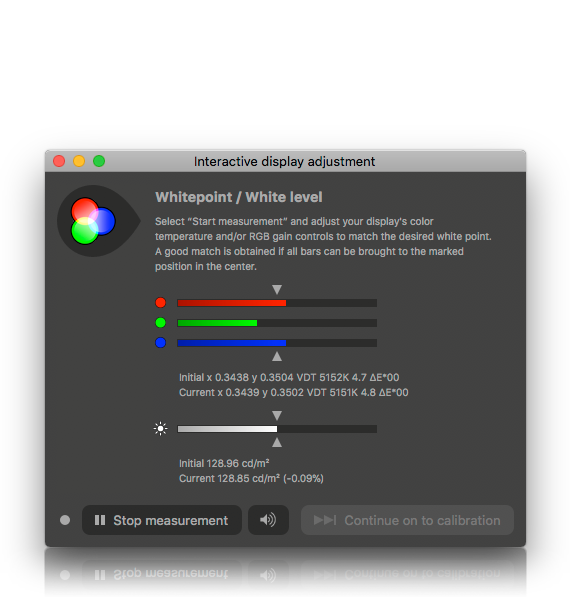 Interactive display adjustment
Whitepoint / White level
Select “Start measurement” and adjust your display's color
temperature and/or RGB gain controls to match the desired white point.
A good match is obtained if all bars can be brought to the marked
position in the center.
Initial x 0.3438 y 0.3504 VDT 5152K 4.7 ΔE*00
Current x 0.3439 y 0.3502 VDT 5151K 4.8 ΔE*00
Initial 128.96 cd/m²
Current 128.85 cd/m² (-0.09%)
Stop measurement
Continue on to calibration